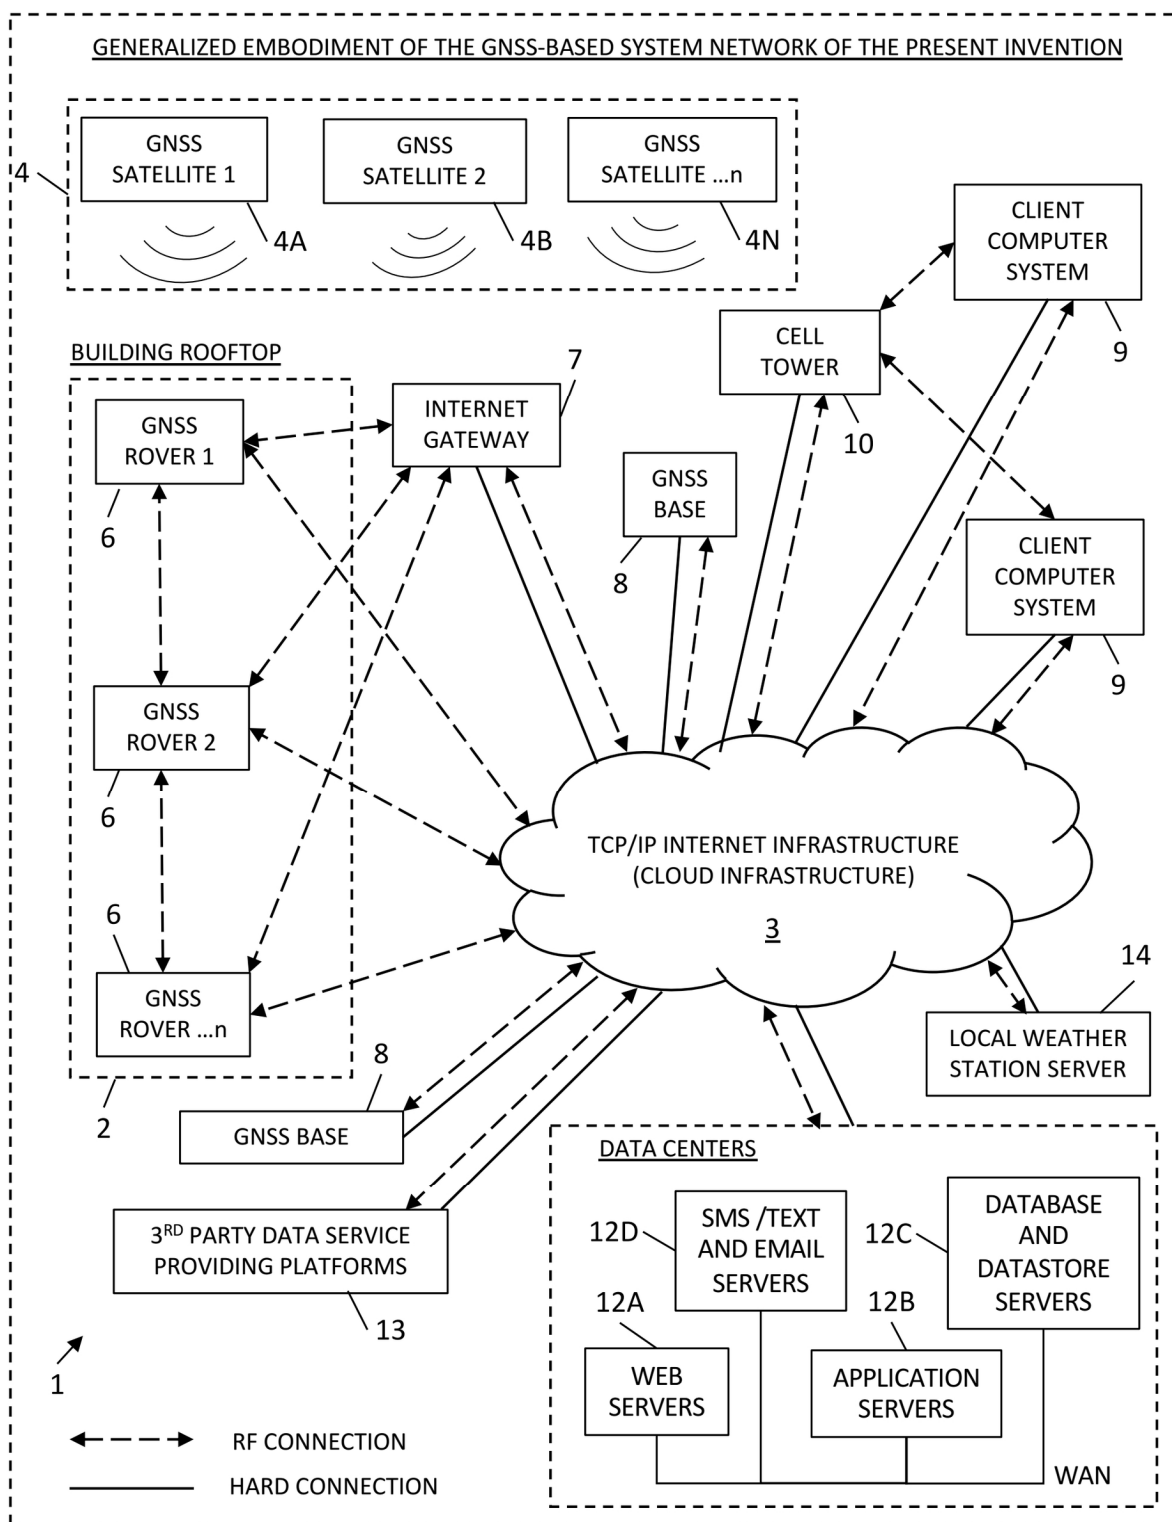 GENERALIZED EMBODIMENT OF THE GNSS-BASED SYSTEM NETWORK OF THE PRESENT INVENTION
GNSS
SATELLITE 1
GNSS
SATELLITE 2
GNSS
SATELLITE ...n
4
4A
4B
4N
CLIENT
COMPUTER
SYSTEM
9
CELL
TOWER
10
BUILDING ROOFTOP
7
INTERNET
GATEWAY
GNSS
ROVER 1
6
GNSS
BASE
8
CLIENT
COMPUTER
SYSTEM
9
GNSS
ROVER 2
6
TCP/IP INTERNET INFRASTRUCTURE
(CLOUD INFRASTRUCTURE)
3
6
GNSS
ROVER ...n
2
14
LOCAL WEATHER
STATION SERVER
8
GNSS BASE
3RD PARTY DATA SERVICE
PROVIDING PLATFORMS
13
DATA CENTERS
12D
SMS /TEXT
AND EMAIL
SERVERS
12C
DATABASE
AND
DATASTORE
SERVERS
12A
WEB
SERVERS
12B
APPLICATION
SERVERS
WAN
1
RF CONNECTION
HARD CONNECTION